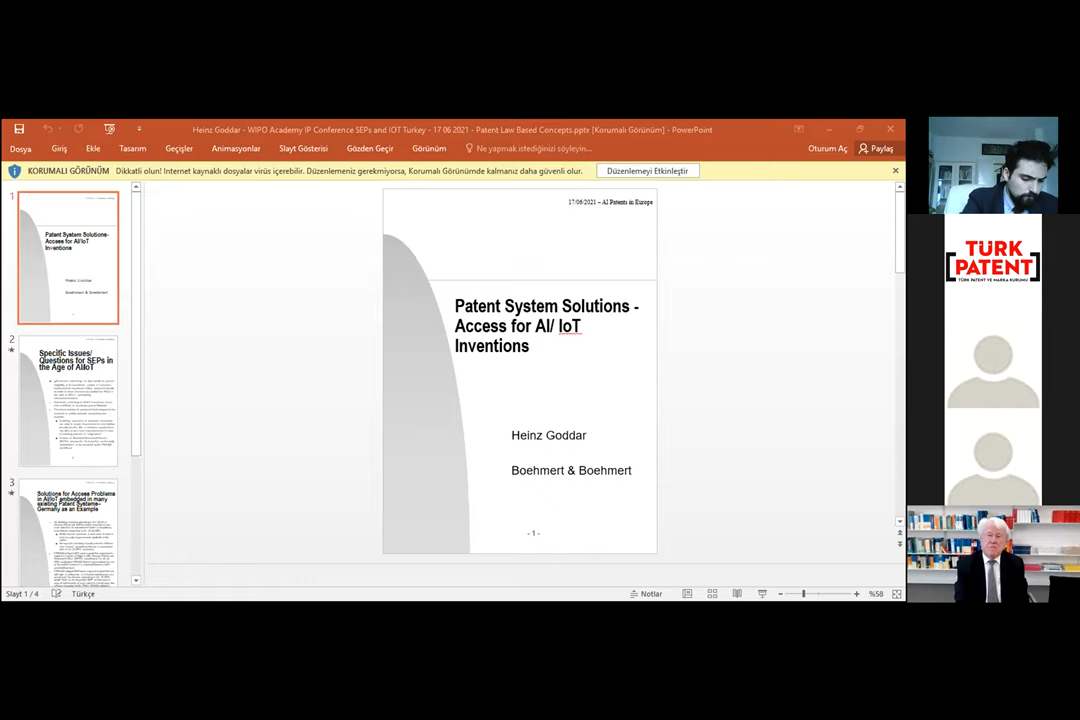 Heinz Goddar - WIPO Academy IP Conference SEPs and IOT Turkey - 17 06 2021 - Patent Law Based Concepts.pptx [Korumalı Görünüm] - PowerPoint
Dosya Giriş Ekle Tasarım Geçişler Animasyonlar Slayt Gösterisi Gözden Geçir Görünüm Ne yapmak istediğinizi söyleyin... Oturum Aç Paylaş
KORUMALI GÖRÜNÜM Dikkatli olun! Internet kaynaklı dosyalar virüs içerebilir. Düzenlemeniz gerekmiyorsa, Korumalı Görünümde kalmanız daha güvenli olur. Düzenlemeyi Etkinleştir
1
Patent System Solutions-
Access for AI/IoT
Inventions
Heinz Goddar
Boehmert & Boehmert
2
Specific Issues/
Questions for SEPs in
the Age of AI/IoT
3
Solutions for Access Problems
in AI/IoT embedded in many
existing Patent Systems–
Germany as an Example
17/06/2021 – AI Patents in Europe
Patent System Solutions -
Access for AI/ IoT
Inventions
Heinz Goddar
Boehmert & Boehmert
- 1 -
TÜRK
PATENT
TÜRK PATENT VE MARKA KURUMU
Slayt 1 / 4 Türkçe Notlar %58